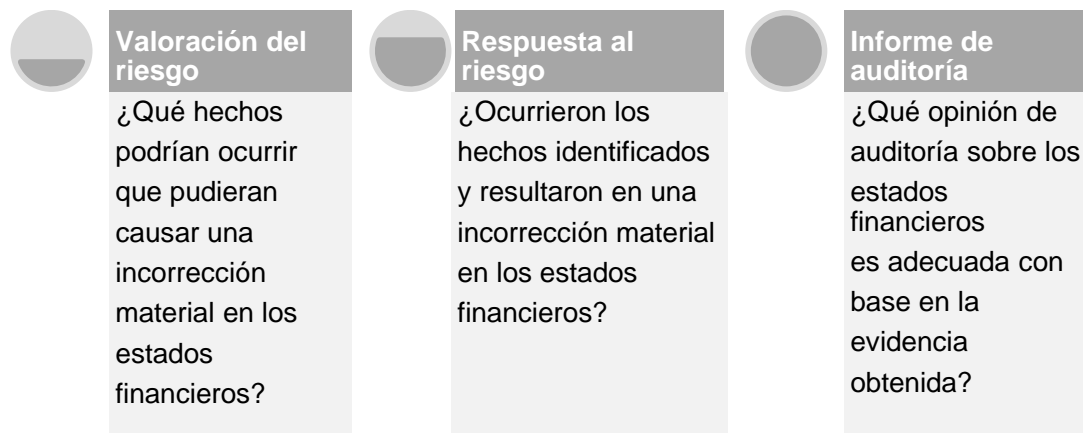 Valoración del
riesgo
¿Qué hechos
podrían ocurrir
que pudieran
causar una
incorrección
material en los
estados
financieros?
Respuesta al
riesgo
¿Ocurrieron los
hechos identificados
y resultaron en una
incorrección material
en los estados
financieros?
Informe de
auditoría
¿Qué opinión de
auditoría sobre los
estados
financieros
es adecuada con
base en la
evidencia
obtenida?